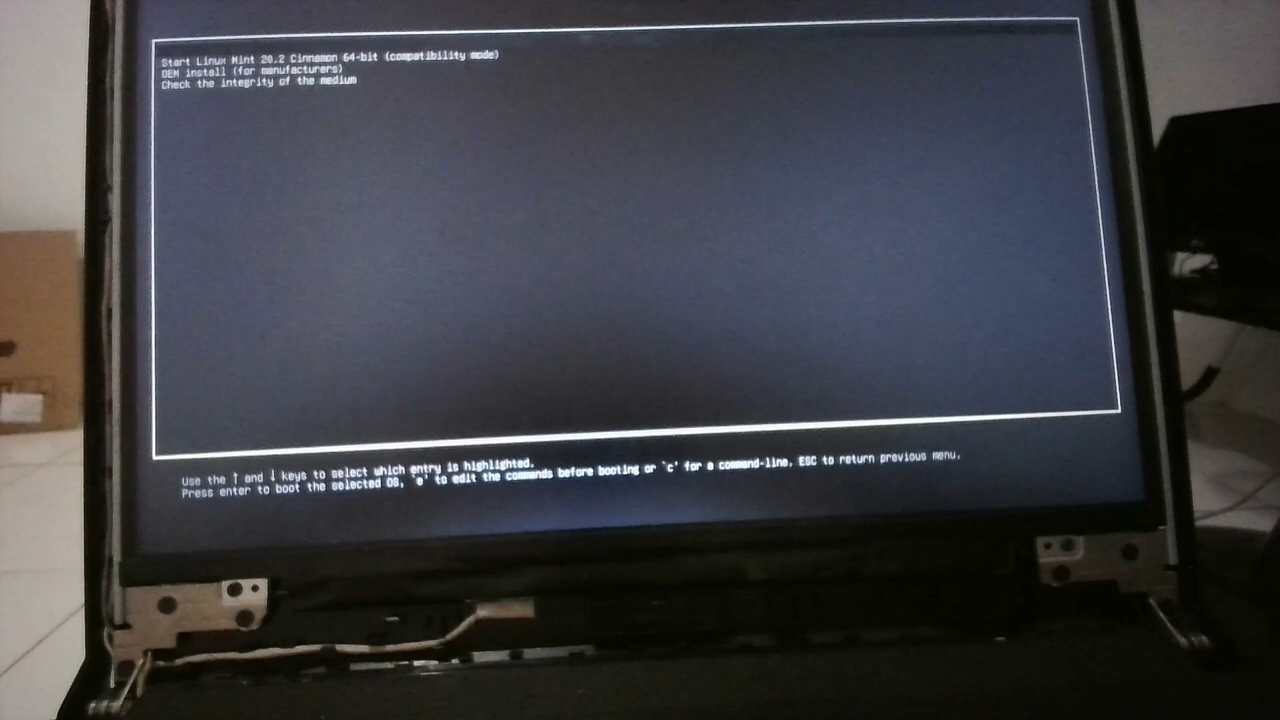 Start Linux Mint 20.2 Cinnamon 64-bit (compatibility mode)
OEM install (for manufacturers)
Check the integrity of the medium
Use the ↑ and ↓ keys to select which entry is highlighted.
Press enter to boot the selected OS, `e' to edit the commands before booting or `c' for a command-line. ESC to return previous menu.